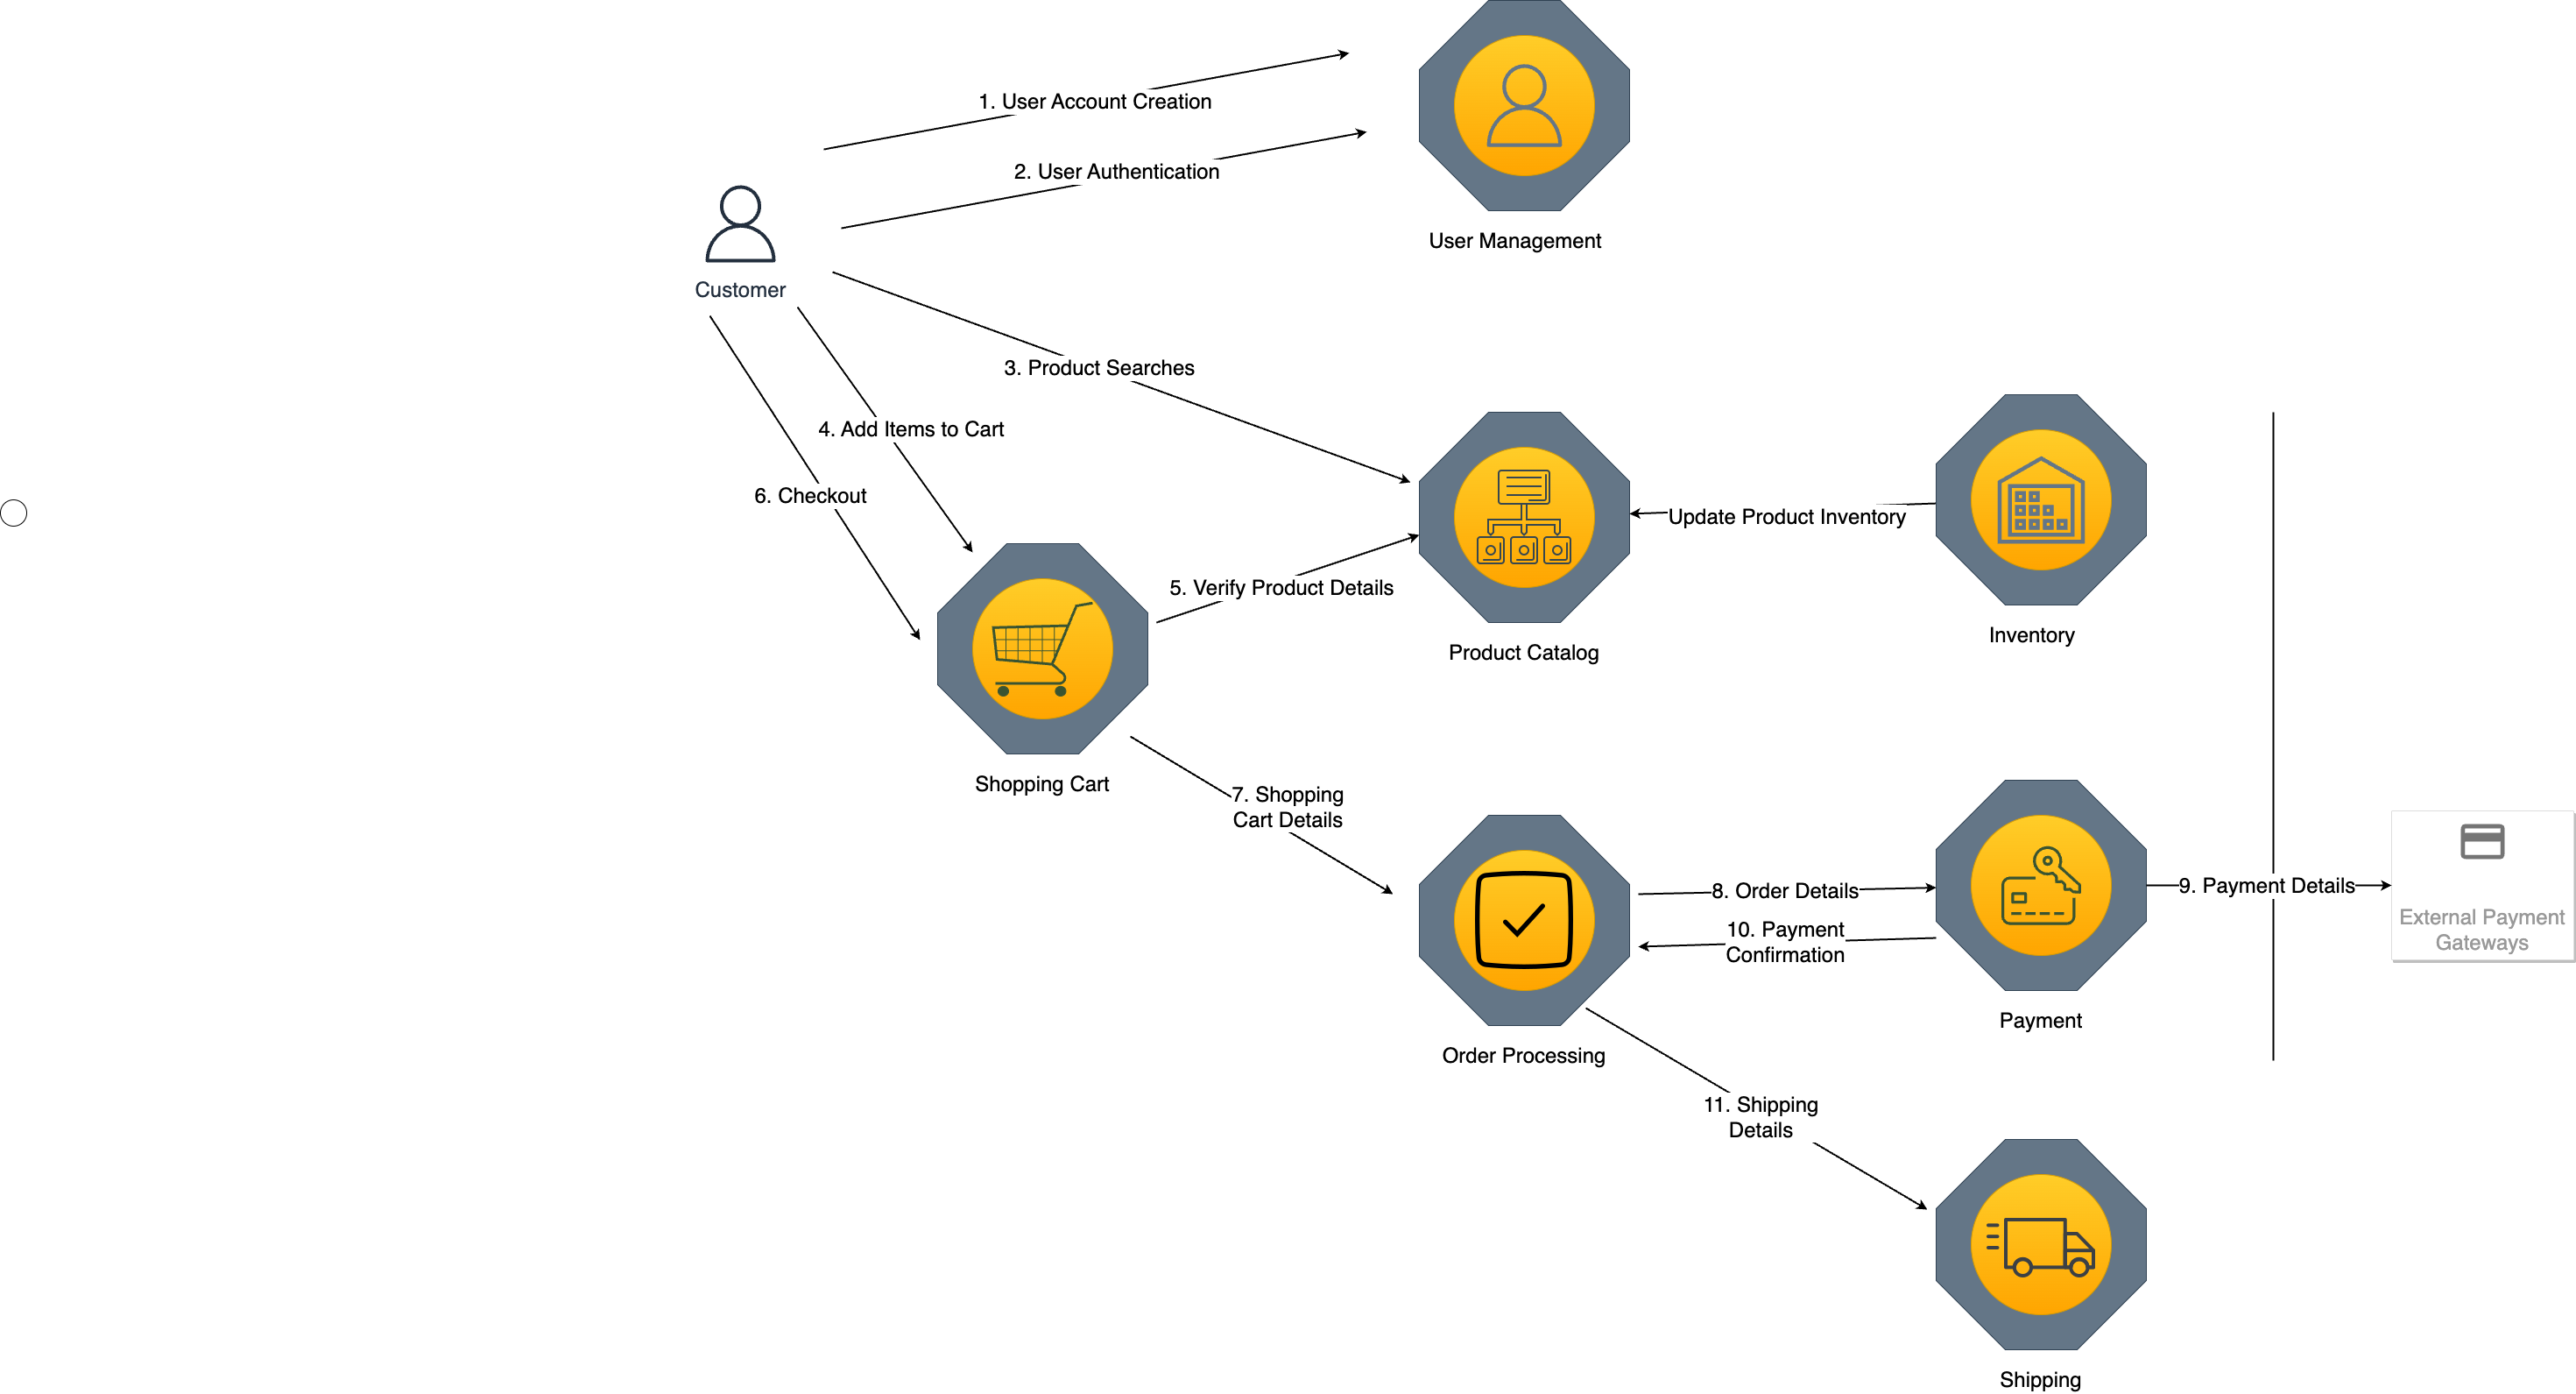 1. User Account Creation
2. User Authentication
User Management
Customer
3. Product Searches
4. Add Items to Cart
6. Checkout
Update Product Inventory
5. Verify Product Details
Inventory
Product Catalog
Shopping Cart
7. Shopping
Cart Details
8. Order Details
9. Payment Details
External Payment
Gateways
10. Payment
Confirmation
Payment
Order Processing
11. Shipping
Details
Shipping